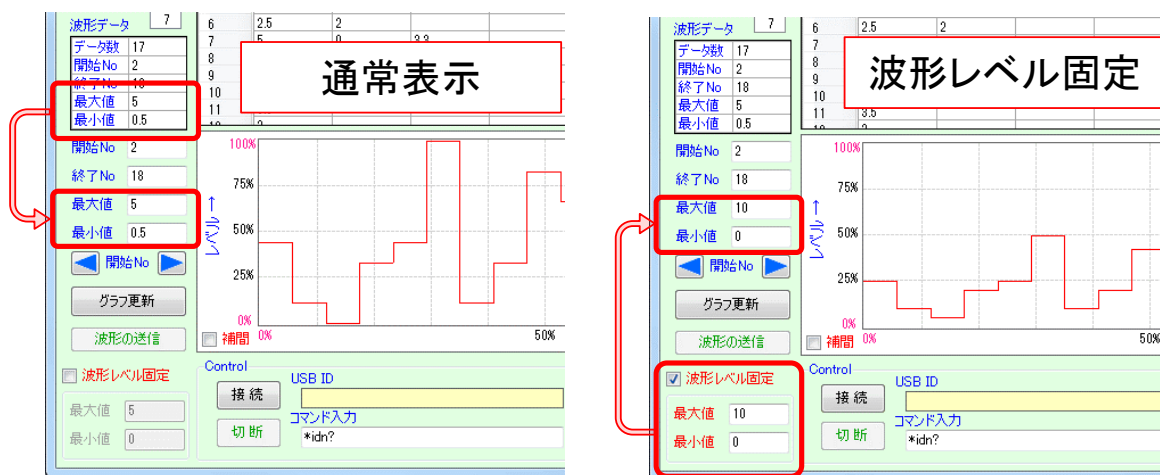 波形データ 7
データ数 17
開始No 2
終了No 18
最大値 5
最小値 0.5
開始No 2
終了No 18
最大値 5
最小値 0.5
開始No
グラフ更新
波形の送信
波形レベル固定
最大値 5
最小値 0
6 2.5 2
7 5 0 3.3
8
9
10
11
通常表示
100%
75%
50%
25%
0%
レベル→
補間 0% 50%
Control
接続
切断
USB ID
コマンド入力
*idn?
波形データ 7
データ数 17
開始No 2
終了No 18
最大値 5
最小値 0.5
開始No 2
終了No 18
最大値 10
最小値 0
開始No
グラフ更新
波形の送信
波形レベル固定
最大値 10
最小値 0
6 2.5 2
7
8
9
10
11 3.5
波形レベル固定
100%
75%
50%
25%
0%
レベル→
補間 0% 50%
Control
接続
切断
USB ID
コマンド入力
*idn?